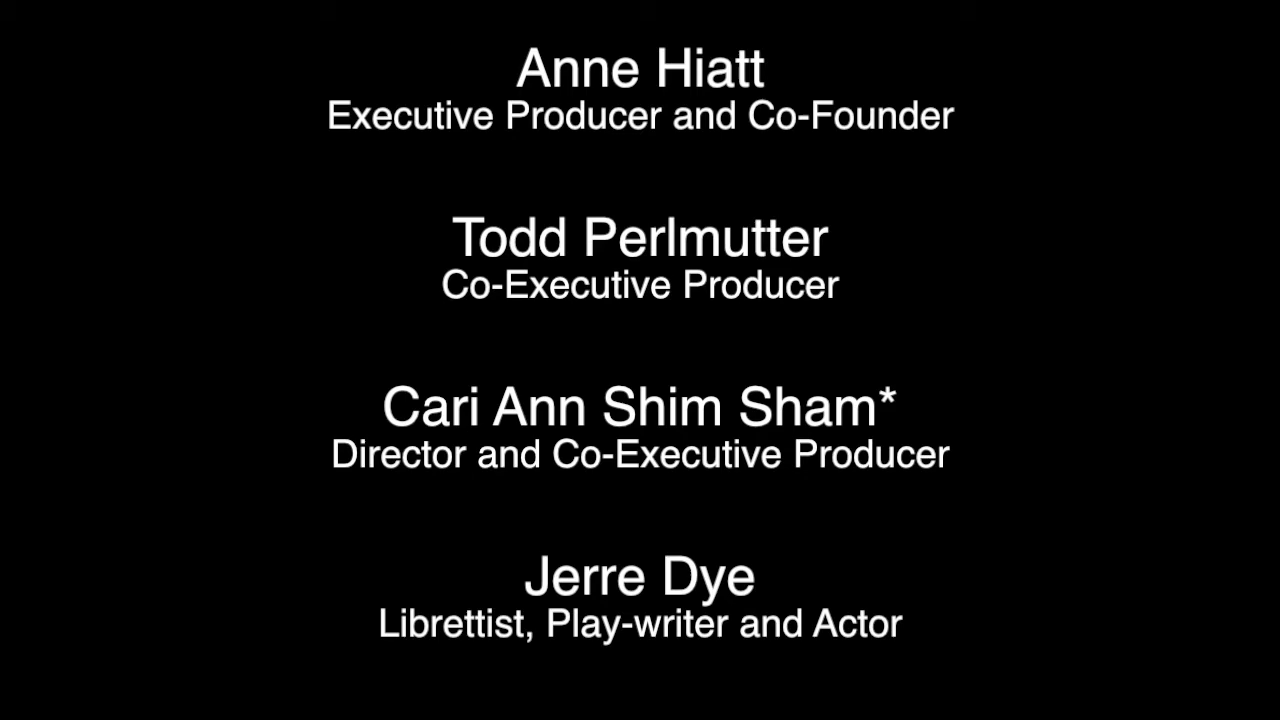 Anne Hiatt
Executive Producer and Co-Founder
Todd Perlmutter
Co-Executive Producer
Cari Ann Shim Sham*
Director and Co-Executive Producer
Jerre Dye
Librettist, Play-writer and Actor